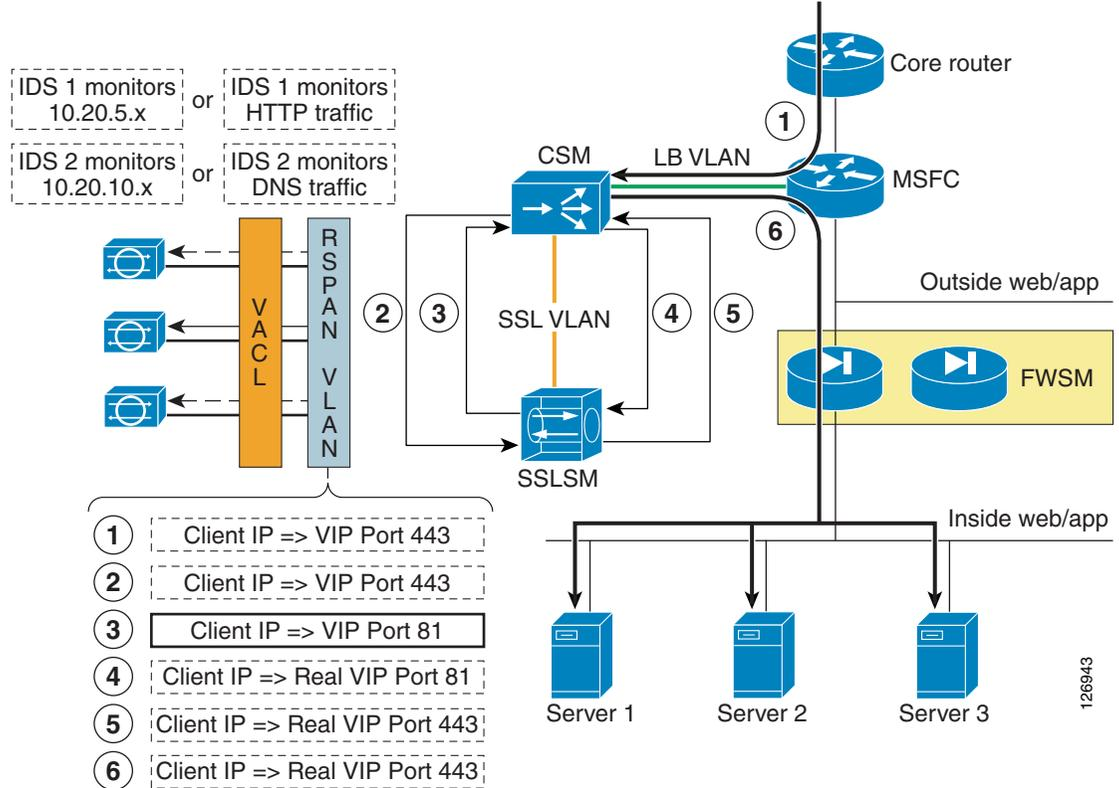 Core router
IDS 1 monitors
10.20.5.x
or
IDS 1 monitors
HTTP traffic
1
CSM
LB VLAN
MSFC
IDS 2 monitors
10.20.10.x
or
IDS 2 monitors
DNS traffic
6
RSPAN VLAN
VACL
2
3
SSL VLAN
4
5
Outside web/app
FWSM
SSLSM
Inside web/app
1
Client IP => VIP Port 443
2
Client IP => VIP Port 443
3
Client IP => VIP Port 81
4
Client IP => Real VIP Port 81
5
Client IP => Real VIP Port 443
6
Client IP => Real VIP Port 443
Server 1
Server 2
Server 3
126943